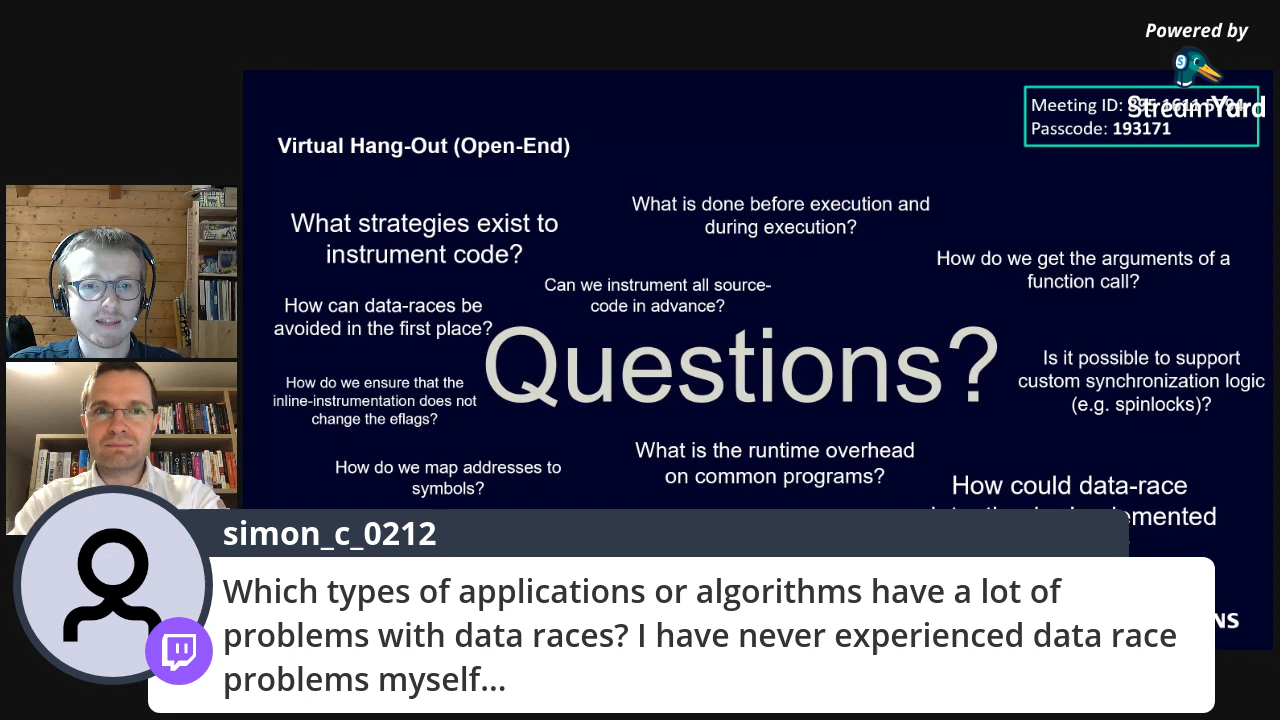 Powered by
StreamYard
Meeting ID:
Passcode: 193171
Virtual Hang-Out (Open-End)
What strategies exist to
instrument code?
What is done before execution and
during execution?
How do we get the arguments of a
function call?
Can we instrument all source-
code in advance?
How can data-races be
avoided in the first place?
Questions?
Is it possible to support
custom synchronization logic
(e.g. spinlocks)?
How do we ensure that the
inline-instrumentation does not
change the eflags?
What is the runtime overhead
on common programs?
How do we map addresses to
symbols?
How could data-race
simon_c_0212
Which types of applications or algorithms have a lot of
problems with data races? I have never experienced data race
problems myself...